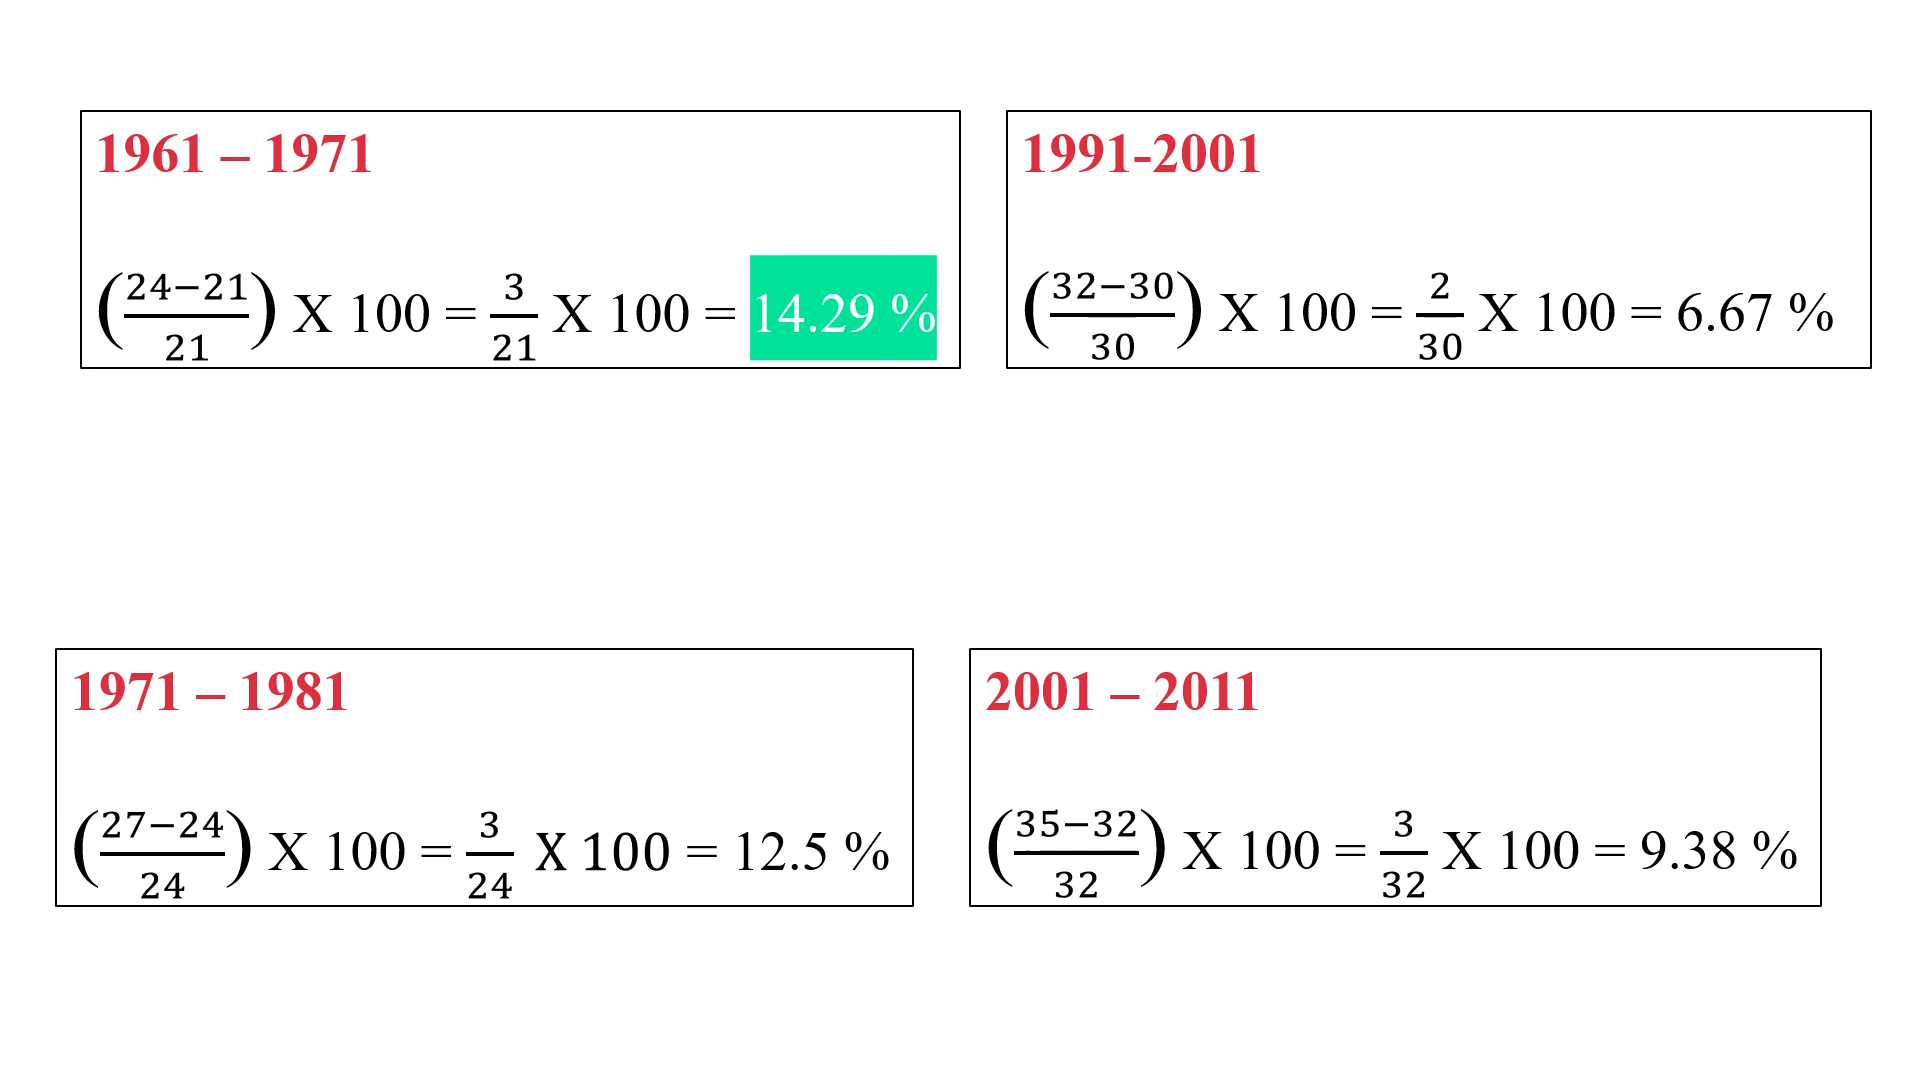 1961 – 1971
(24−21/21) X 100 = 3/21 X 100 = 14.29 %
1991-2001
(32−30/30) X 100 = 2/30 X 100 = 6.67 %
1971 – 1981
(27−24/24) X 100 = 3/24 X 100 = 12.5 %
2001 – 2011
(35−32/32) X 100 = 3/32 X 100 = 9.38 %